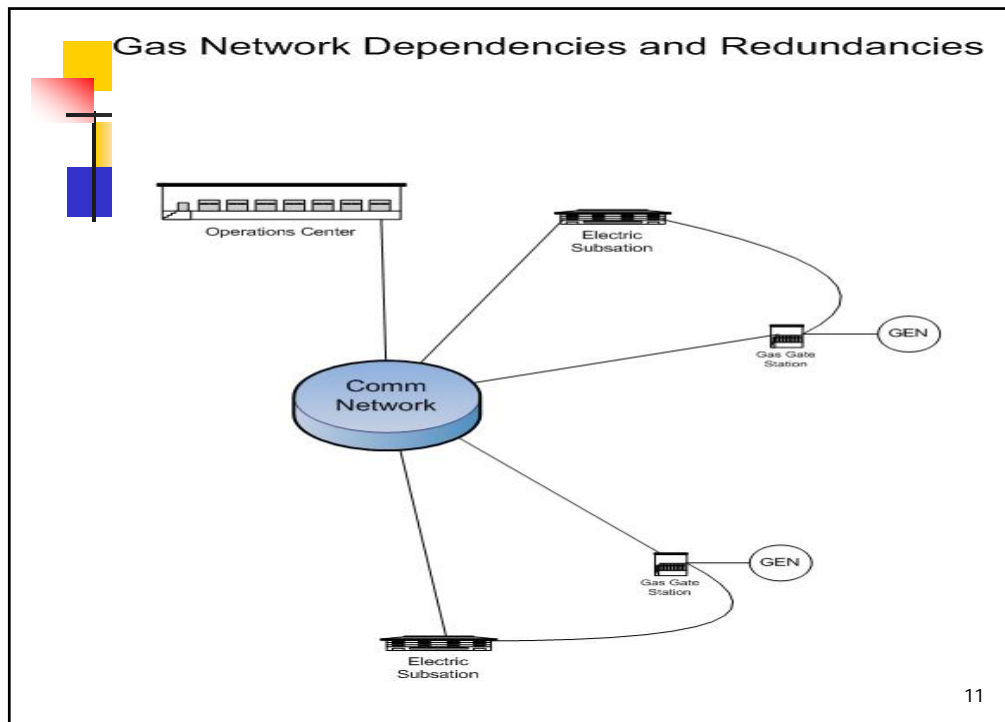 Gas Network Dependencies and Redundancies
Operations Center
Electric
Subsation
GEN
Gas Gate
Station
Comm
Network
GEN
Gas Gate
Station
Electric
Subsation
11